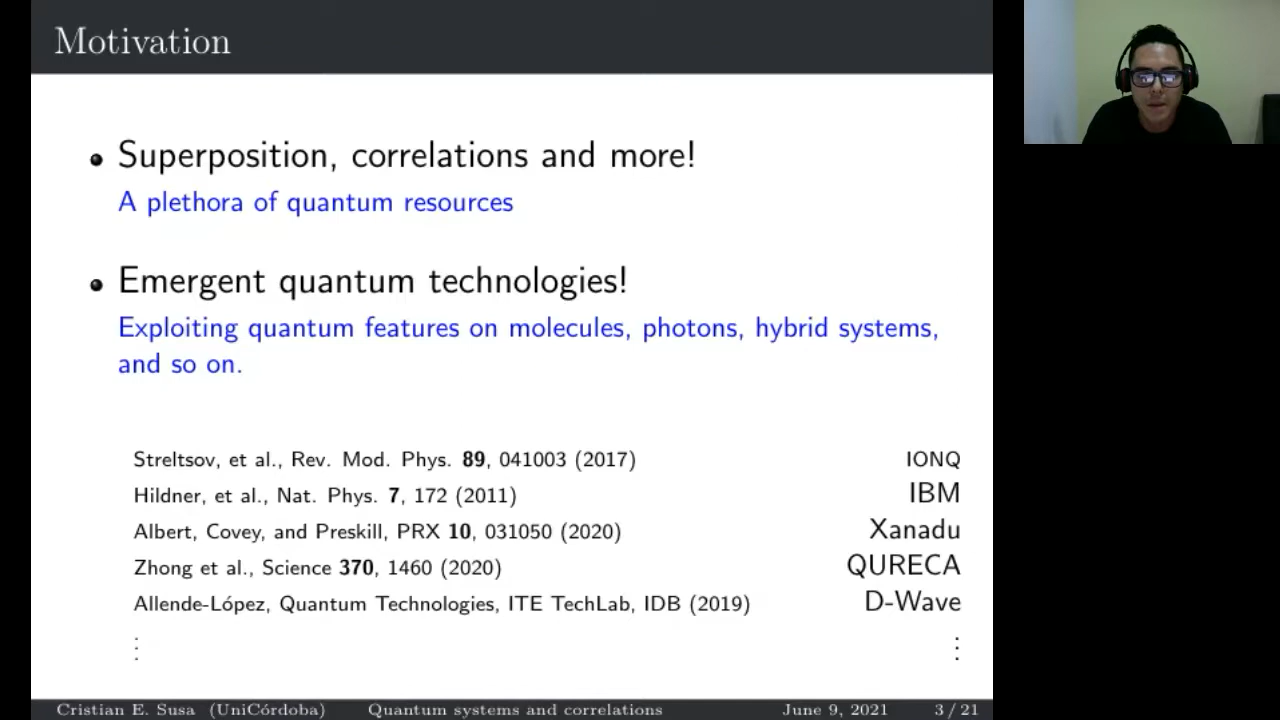 Motivation
Superposition, correlations and more!
A plethora of quantum resources
Emergent quantum technologies!
Exploiting quantum features on molecules, photons, hybrid systems,
and so on.
Streltsov, et al., Rev. Mod. Phys. 89, 041003 (2017) IONQ
Hildner, et al., Nat. Phys. 7, 172 (2011) IBM
Albert, Covey, and Preskill, PRX 10, 031050 (2020) Xanadu
Zhong et al., Science 370, 1460 (2020) QURECA
Allende-López, Quantum Technologies, ITE TechLab, IDB (2019) D-Wave
⋮ ⋮
Cristian E. Susa (UniCórdoba) Quantum systems and correlations June 9, 2021 3 / 21